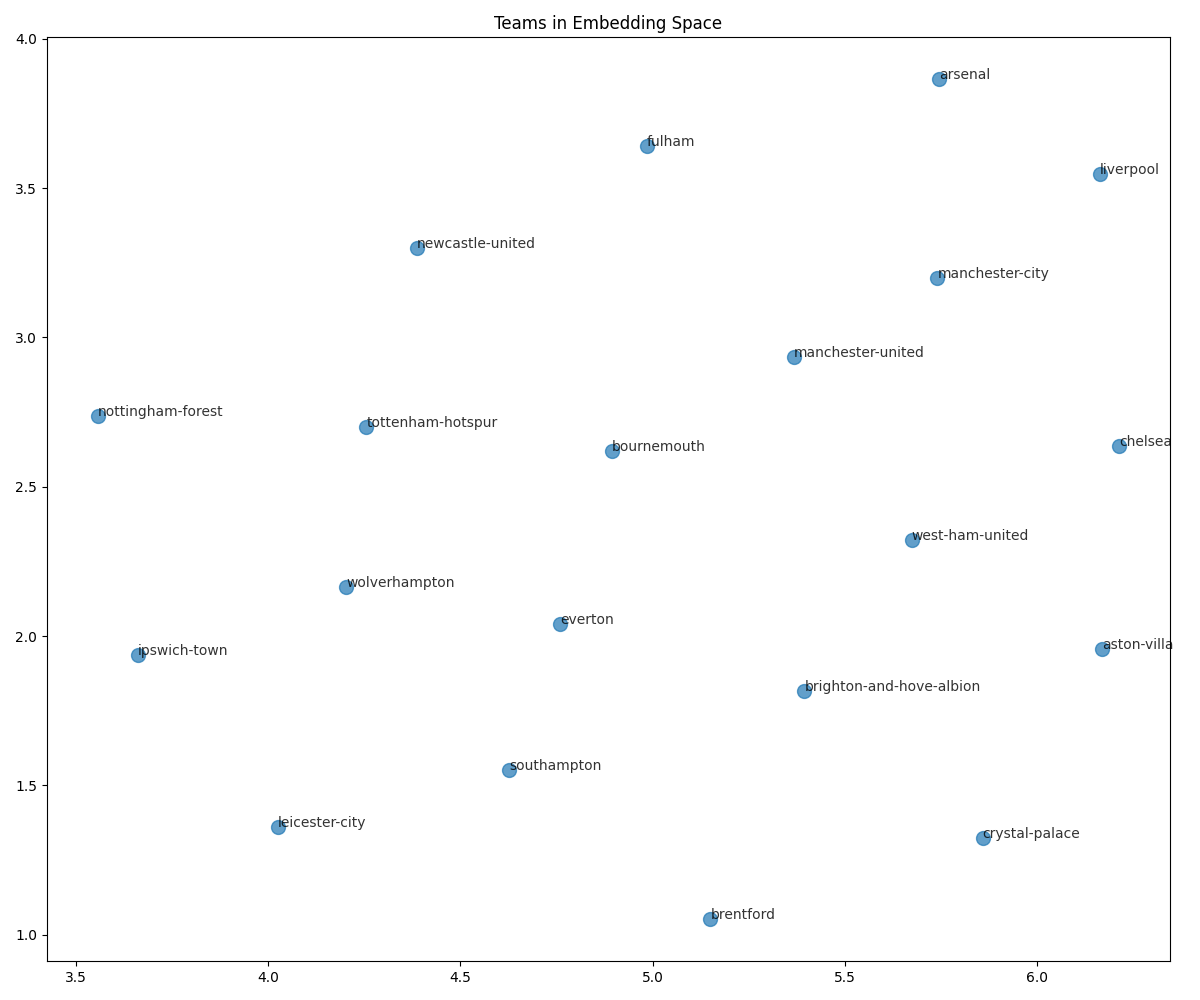 Teams in Embedding Space
4.0
arsenal
fulham
liverpool
3.5
newcastle-united
manchester-city
3.0
manchester-united
nottingham-forest
tottenham-hotspur
bournemouth
chelsea
2.5
west-ham-united
wolverhampton
everton
2.0
ipswich-town
aston-villa
brighton-and-hove-albion
1.5
southampton
leicester-city
crystal-palace
brentford
1.0
3.5 4.0 4.5 5.0 5.5 6.0